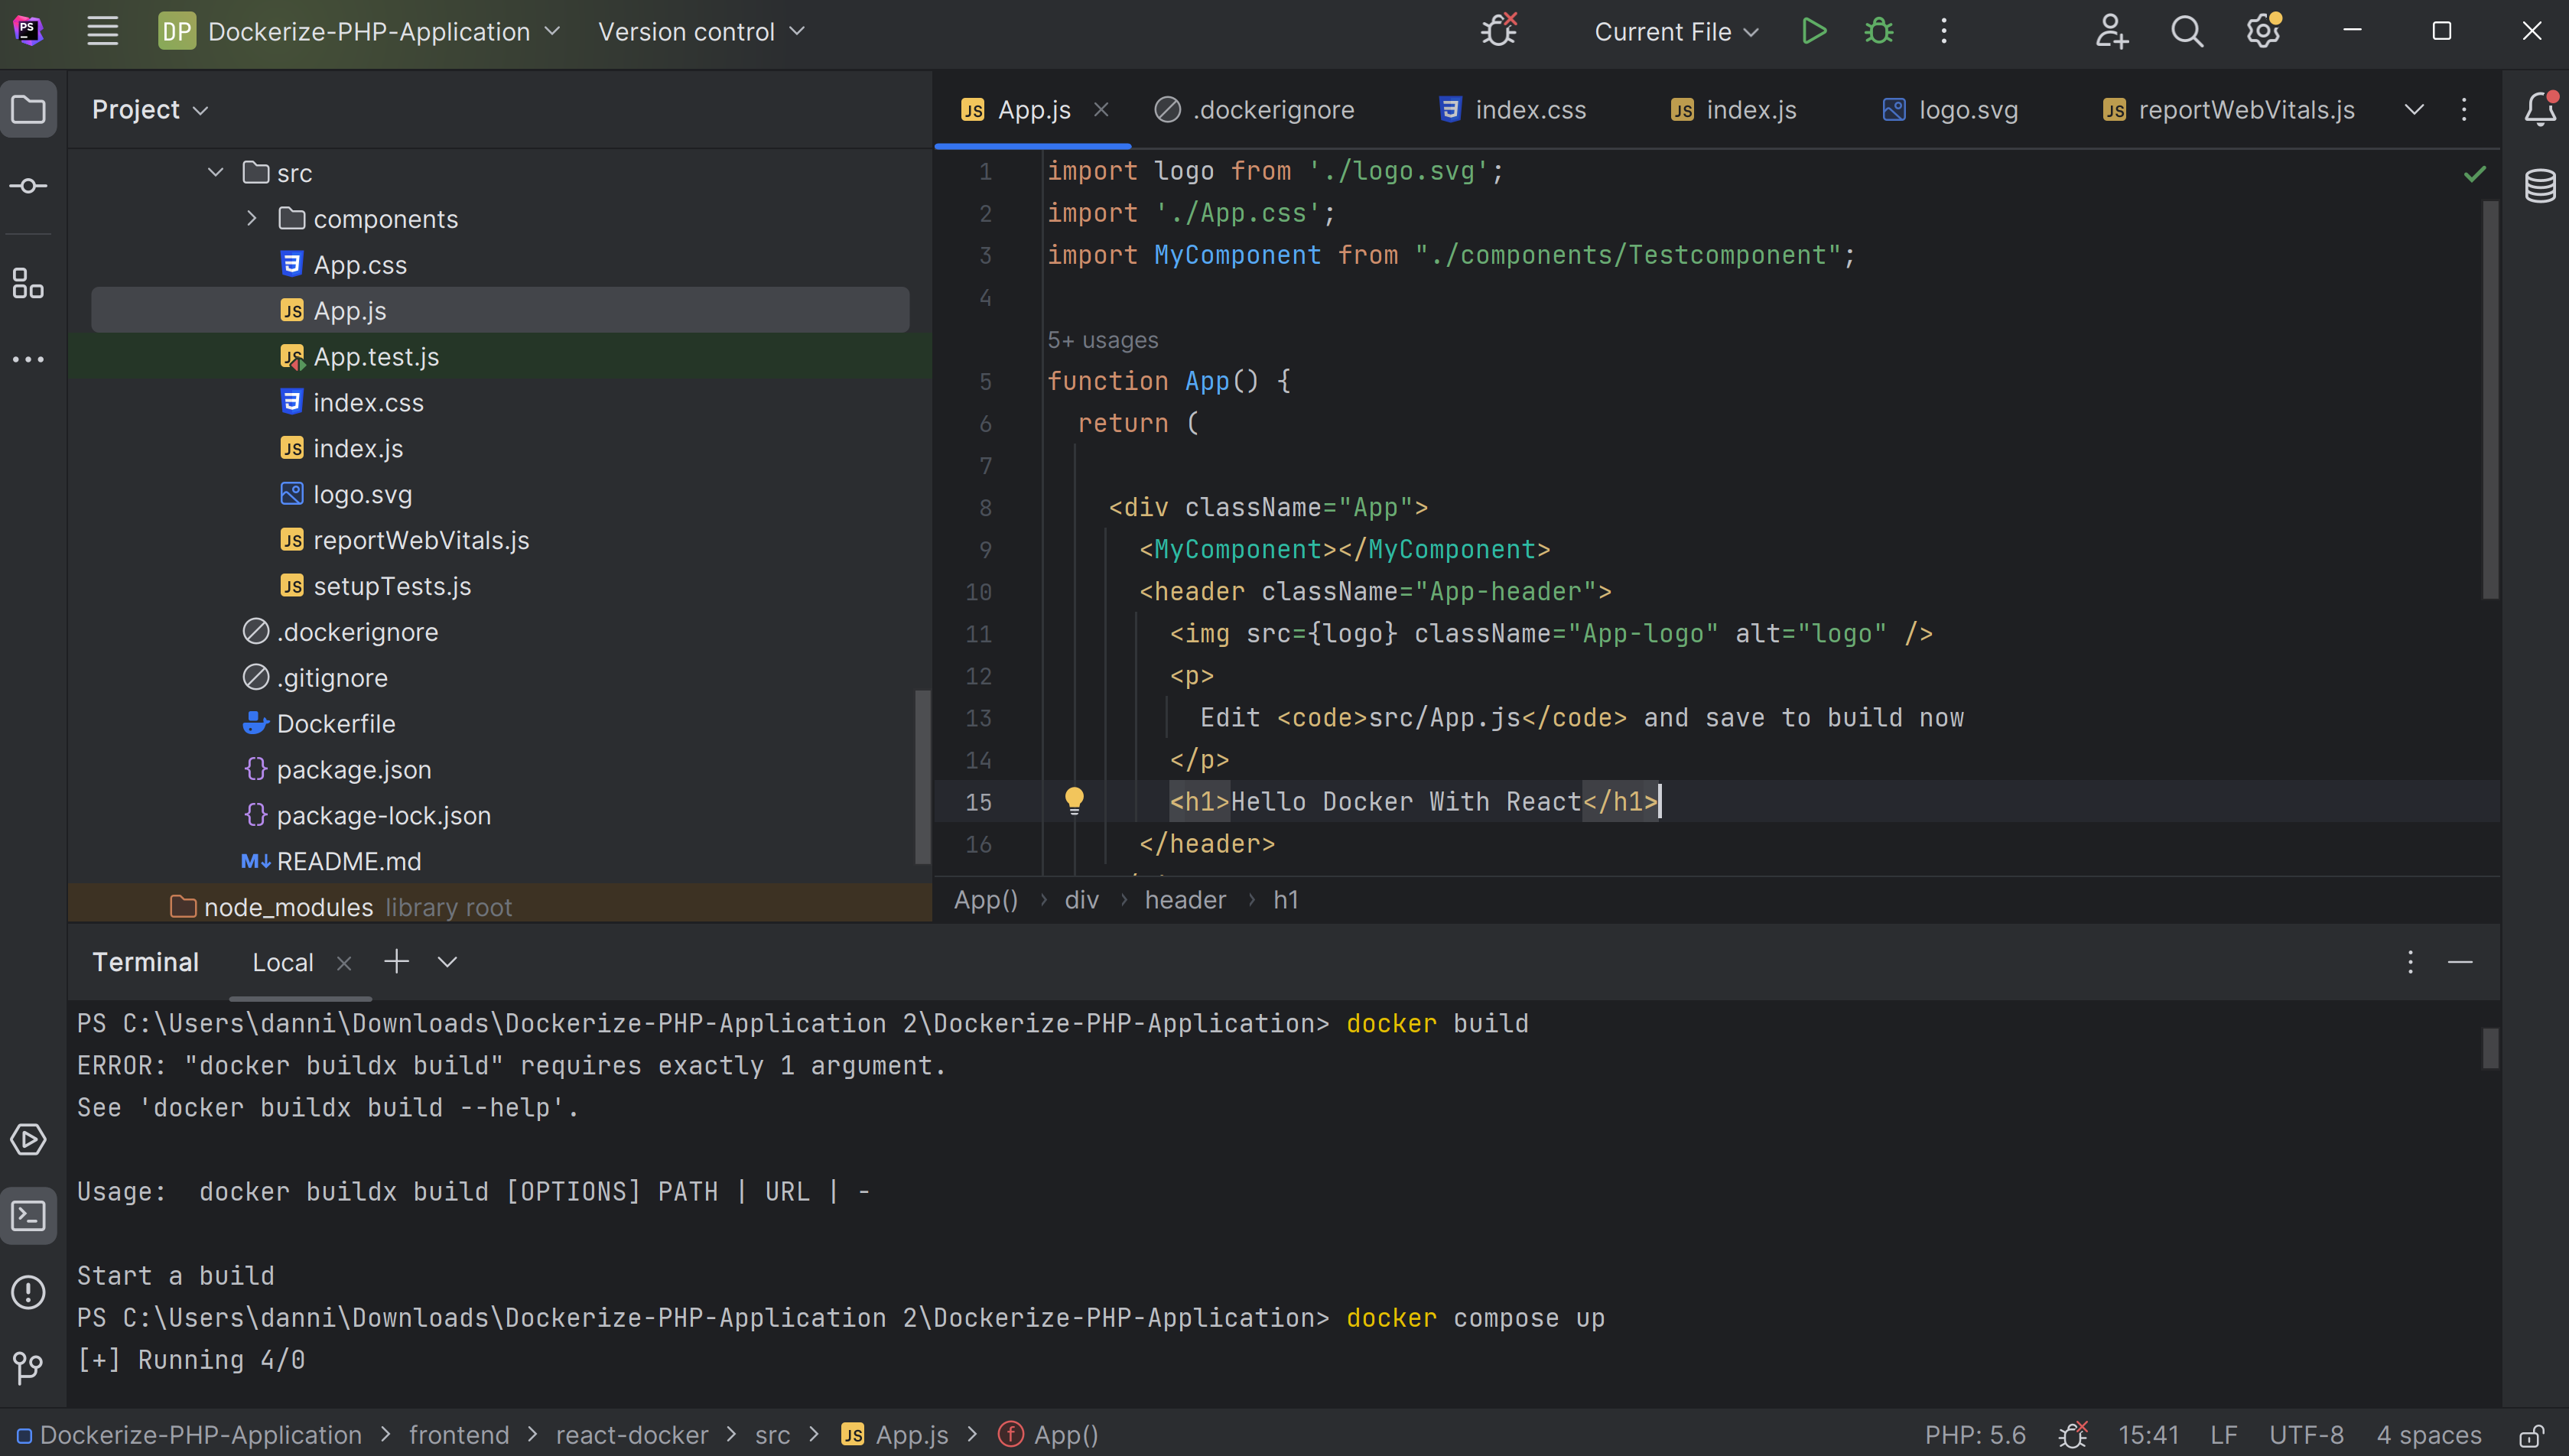 PS
DP Dockerize-PHP-Application Version control Current File
Project
src
components
App.css
JS App.js
JS App.test.js
index.css
JS index.js
logo.svg
JS reportWebVitals.js
JS setupTests.js
.dockerignore
.gitignore
Dockerfile
{} package.json
{} package-lock.json
M↓ README.md
node_modules library root
JS App.js .dockerignore index.css JS index.js logo.svg JS reportWebVitals.js
1 import logo from './logo.svg';
2 import './App.css';
3 import MyComponent from "./components/Testcomponent";
4
5+ usages
5 function App() {
6 return (
7
8 <div className="App">
9 <MyComponent></MyComponent>
10 <header className="App-header">
11 <img src={logo} className="App-logo" alt="logo" />
12 <p>
13 Edit <code>src/App.js</code> and save to build now
14 </p>
15 <h1>Hello Docker With React</h1>
16 </header>
App() › div › header › h1
Terminal Local
PS C:\Users\danni\Downloads\Dockerize-PHP-Application 2\Dockerize-PHP-Application> docker build
ERROR: "docker buildx build" requires exactly 1 argument.
See 'docker buildx build --help'.
Usage:  docker buildx build [OPTIONS] PATH | URL | -
Start a build
PS C:\Users\danni\Downloads\Dockerize-PHP-Application 2\Dockerize-PHP-Application> docker compose up
[+] Running 4/0
Dockerize-PHP-Application > frontend > react-docker > src > JS App.js > f App() PHP: 5.6 15:41 LF UTF-8 4 spaces